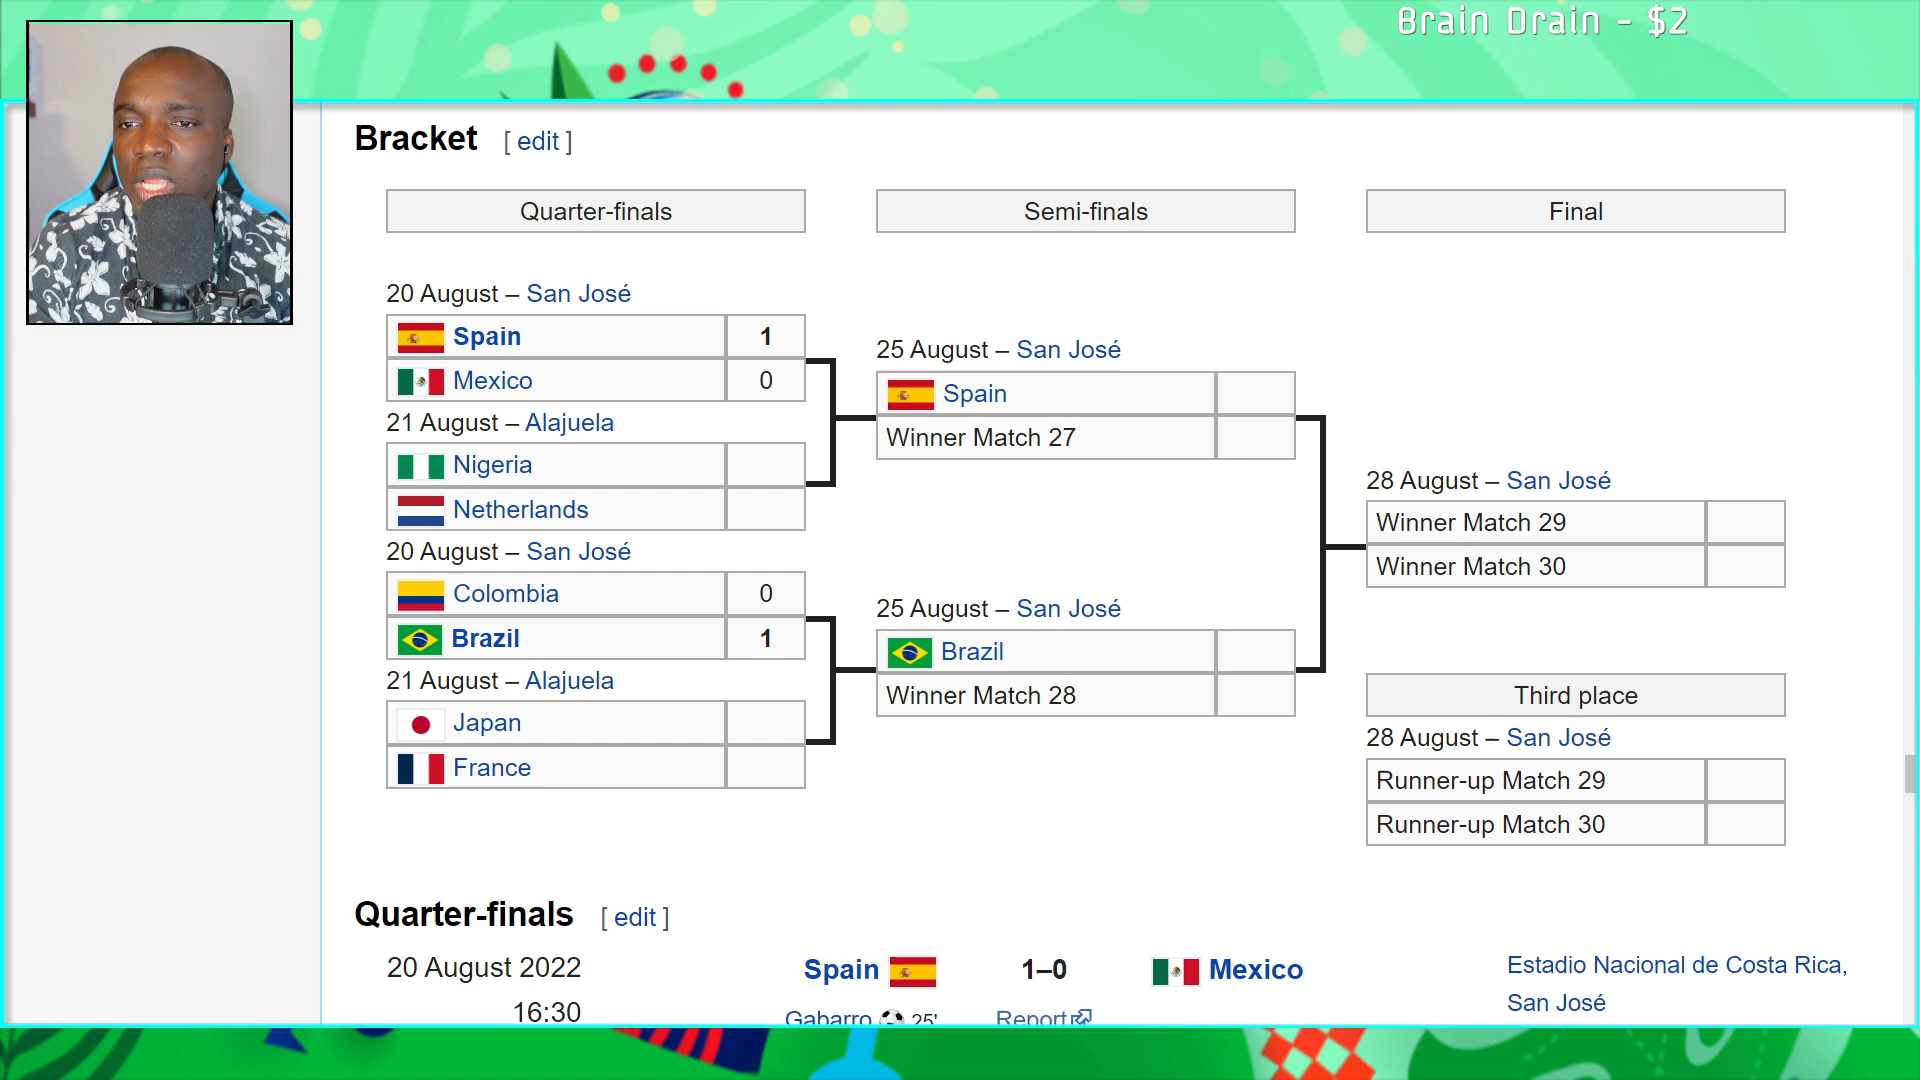 Brain Drain - $2
Bracket [ edit ]
Quarter-finals Semi-finals Final
20 August – San José
Spain 1
Mexico 0
21 August – Alajuela
Nigeria
Netherlands
20 August – San José
Colombia 0
Brazil 1
21 August – Alajuela
Japan
France
25 August – San José
Spain
Winner Match 27
25 August – San José
Brazil
Winner Match 28
28 August – San José
Winner Match 29
Winner Match 30
Third place
28 August – San José
Runner-up Match 29
Runner-up Match 30
Quarter-finals [ edit ]
20 August 2022 Spain 1–0 Mexico Estadio Nacional de Costa Rica,
16:30 Gabarro 25' Report San José